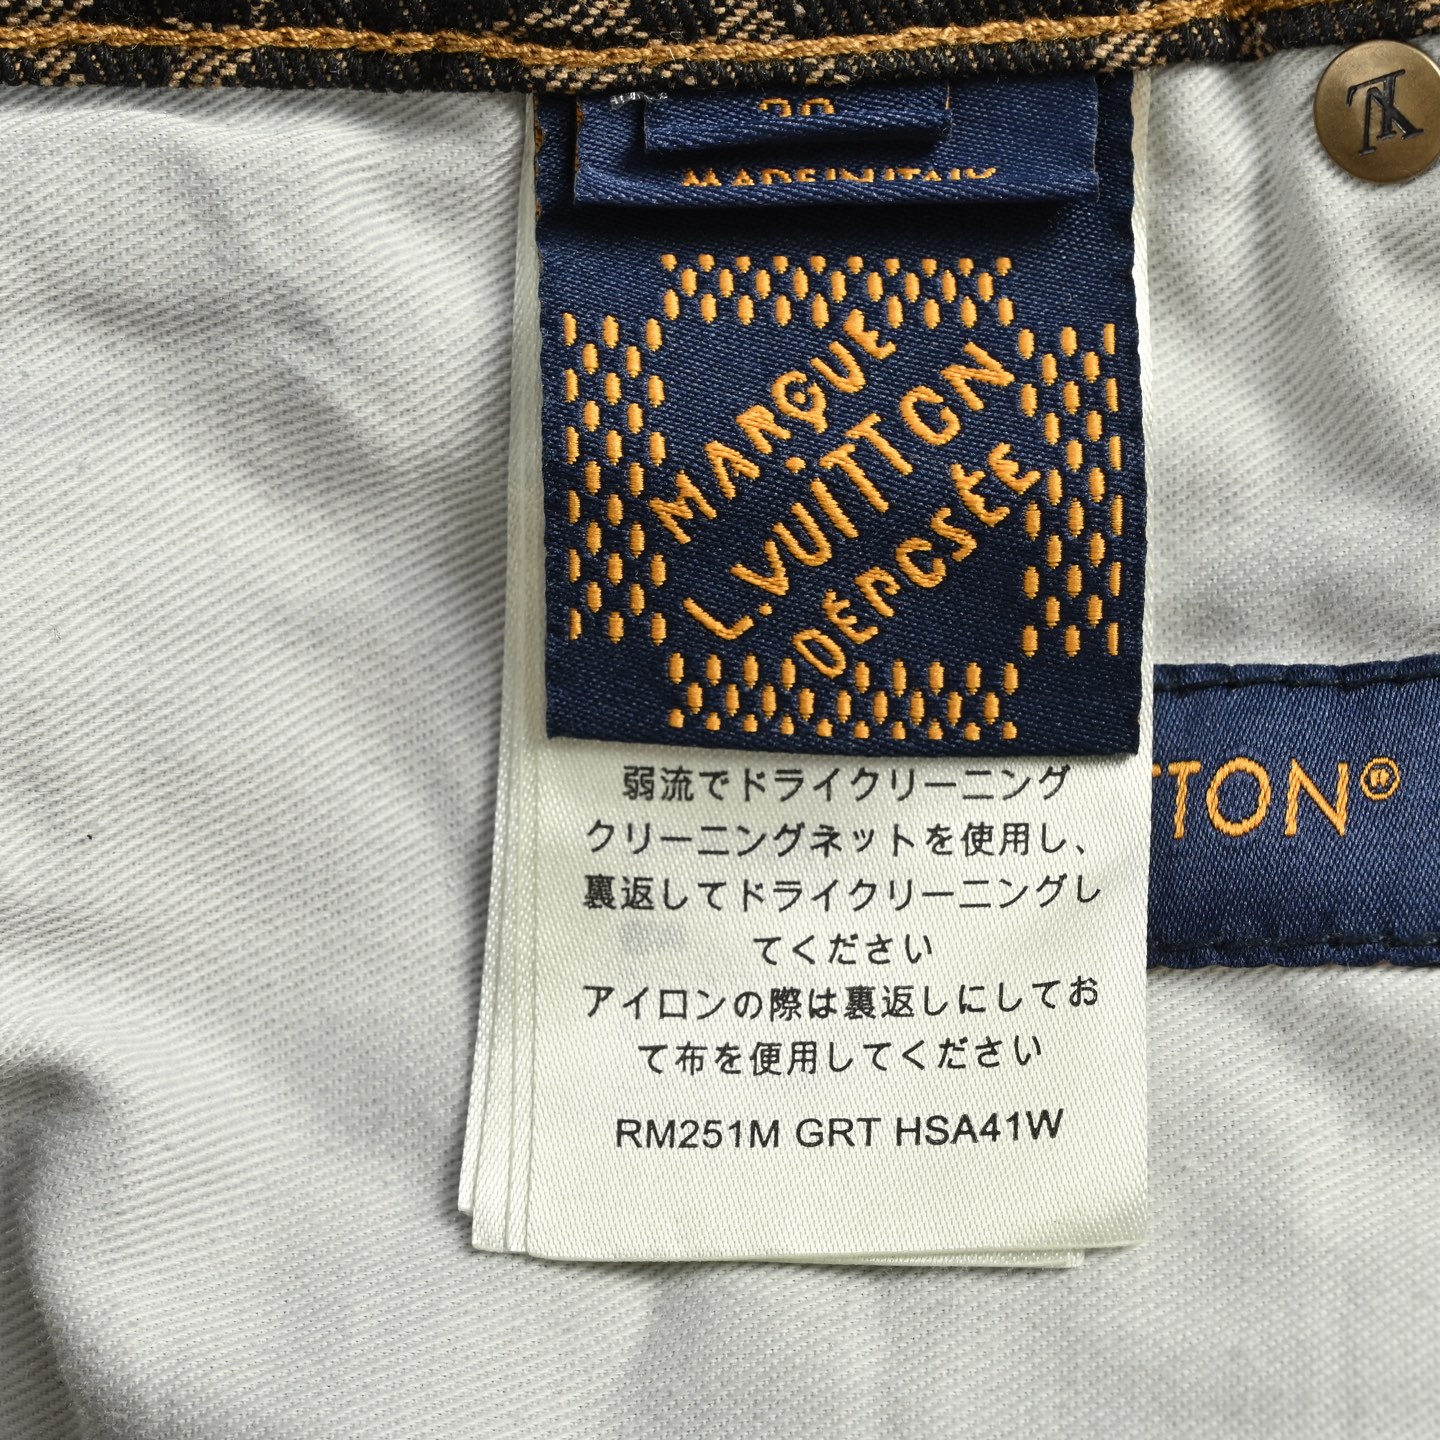 MADE IN ITALY
MARQUE
L.VUITTON
DÉPOSÉE
TTON®
弱流でドライクリーニング
クリーニングネットを使用し、
裏返してドライクリーニングし
てください
アイロンの際は裏返しにしてお
て布を使用してください
RM251M GRT HSA41W